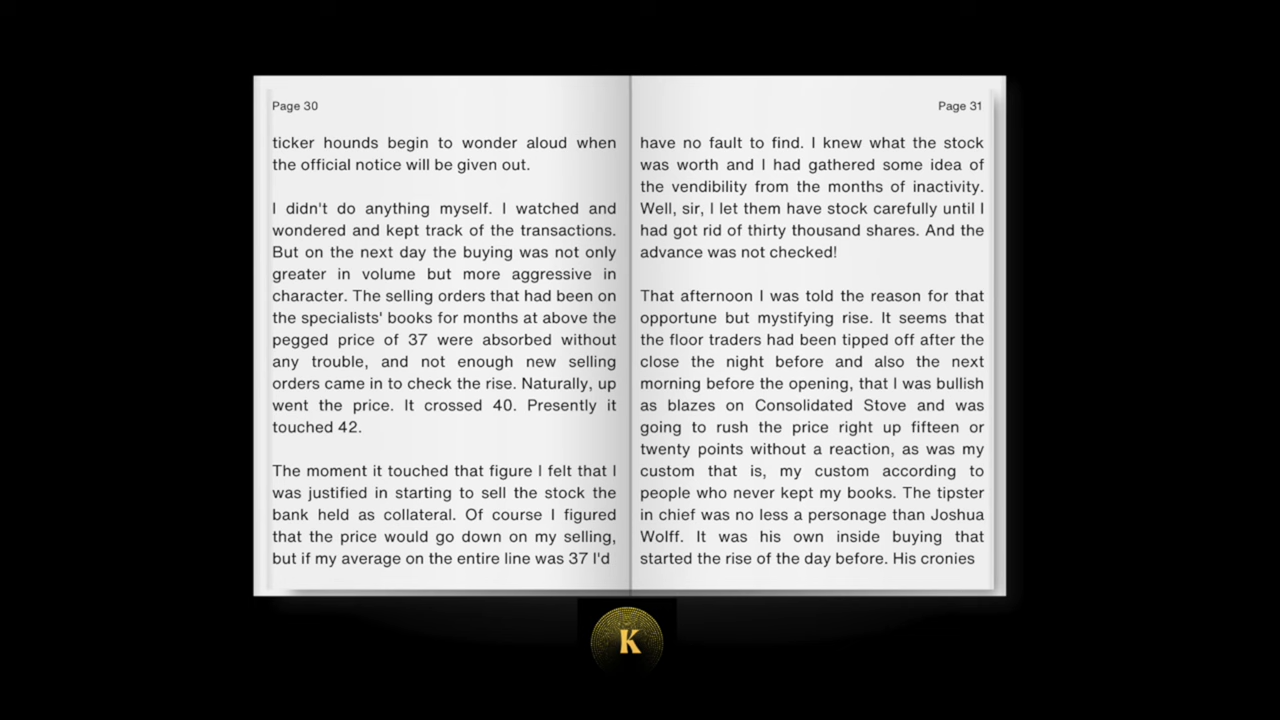 Page 30
ticker hounds begin to wonder aloud when
the official notice will be given out.
I didn't do anything myself. I watched and
wondered and kept track of the transactions.
But on the next day the buying was not only
greater in volume but more aggressive in
character. The selling orders that had been on
the specialists' books for months at above the
pegged price of 37 were absorbed without
any trouble, and not enough new selling
orders came in to check the rise. Naturally, up
went the price. It crossed 40. Presently it
touched 42.
The moment it touched that figure I felt that I
was justified in starting to sell the stock the
bank held as collateral. Of course I figured
that the price would go down on my selling,
but if my average on the entire line was 37 I'd
Page 31
have no fault to find. I knew what the stock
was worth and I had gathered some idea of
the vendibility from the months of inactivity.
Well, sir, I let them have stock carefully until I
had got rid of thirty thousand shares. And the
advance was not checked!
That afternoon I was told the reason for that
opportune but mystifying rise. It seems that
the floor traders had been tipped off after the
close the night before and also the next
morning before the opening, that I was bullish
as blazes on Consolidated Stove and was
going to rush the price right up fifteen or
twenty points without a reaction, as was my
custom that is, my custom according to
people who never kept my books. The tipster
in chief was no less a personage than Joshua
Wolff. It was his own inside buying that
started the rise of the day before. His cronies
K